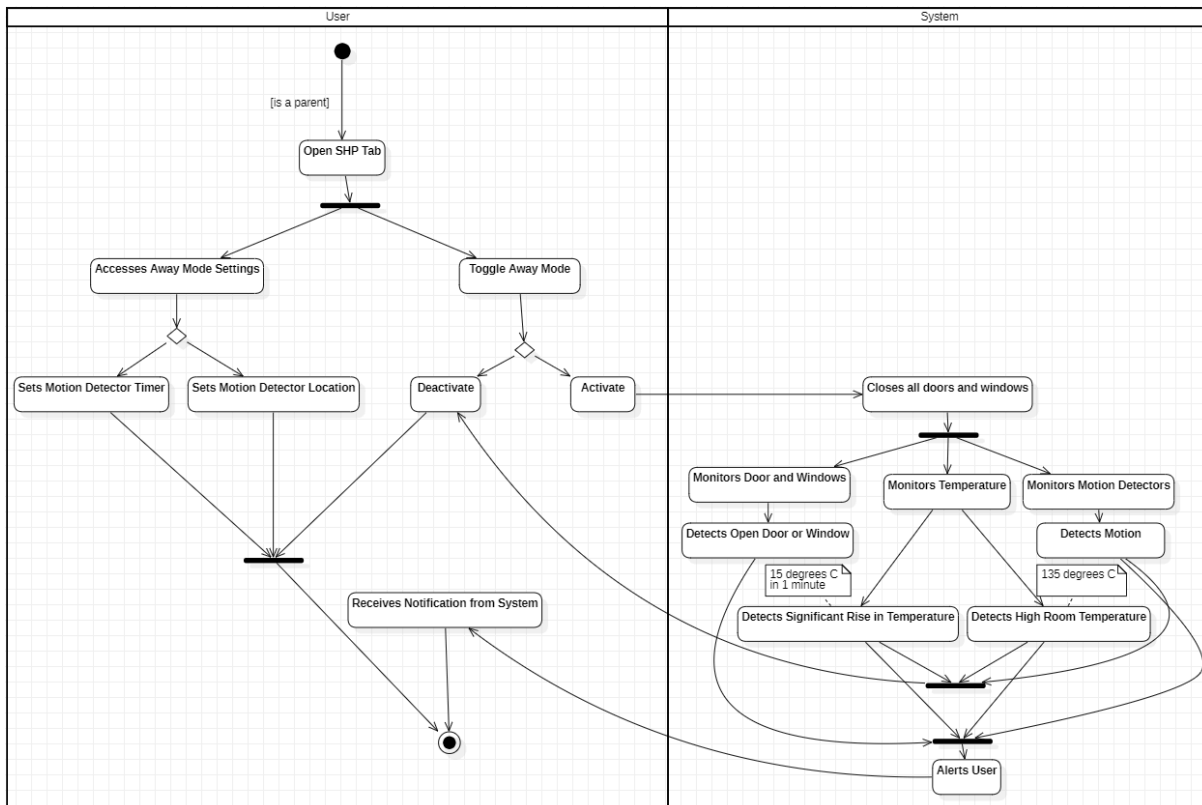 User
System
[is a parent]
Open SHP Tab
Accesses Away Mode Settings
Toggle Away Mode
Sets Motion Detector Timer
Sets Motion Detector Location
Deactivate
Activate
Closes all doors and windows
Monitors Door and Windows
Monitors Temperature
Monitors Motion Detectors
Detects Open Door or Window
Detects Motion
15 degrees C
in 1 minute
135 degrees C
Receives Notification from System
Detects Significant Rise in Temperature
Detects High Room Temperature
Alerts User